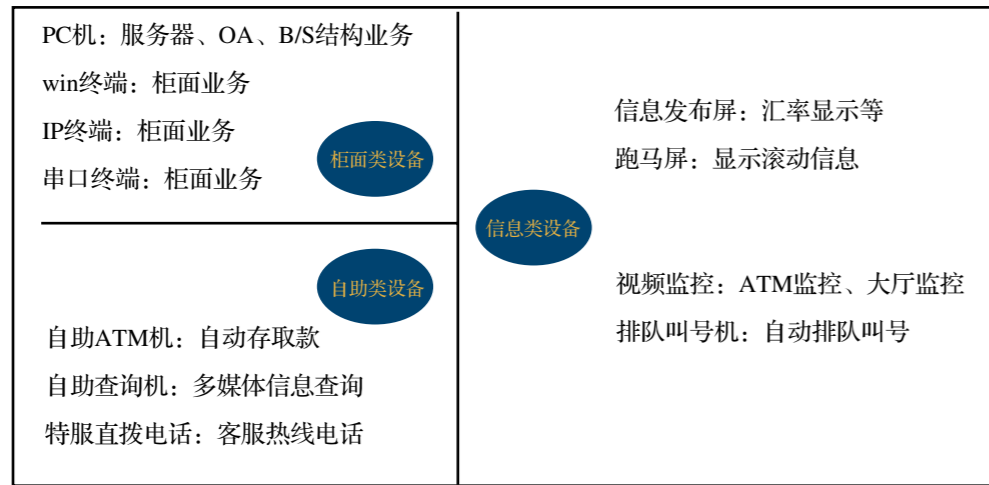 PC机：服务器、OA、B/S结构业务
win终端：柜面业务
IP终端：柜面业务
串口终端：柜面业务
柜面类设备
自助类设备
自助ATM机：自动存取款
自助查询机：多媒体信息查询
特服直拨电话：客服热线电话
信息发布屏：汇率显示等
跑马屏：显示滚动信息
信息类设备
视频监控：ATM监控、大厅监控
排队叫号机：自动排队叫号